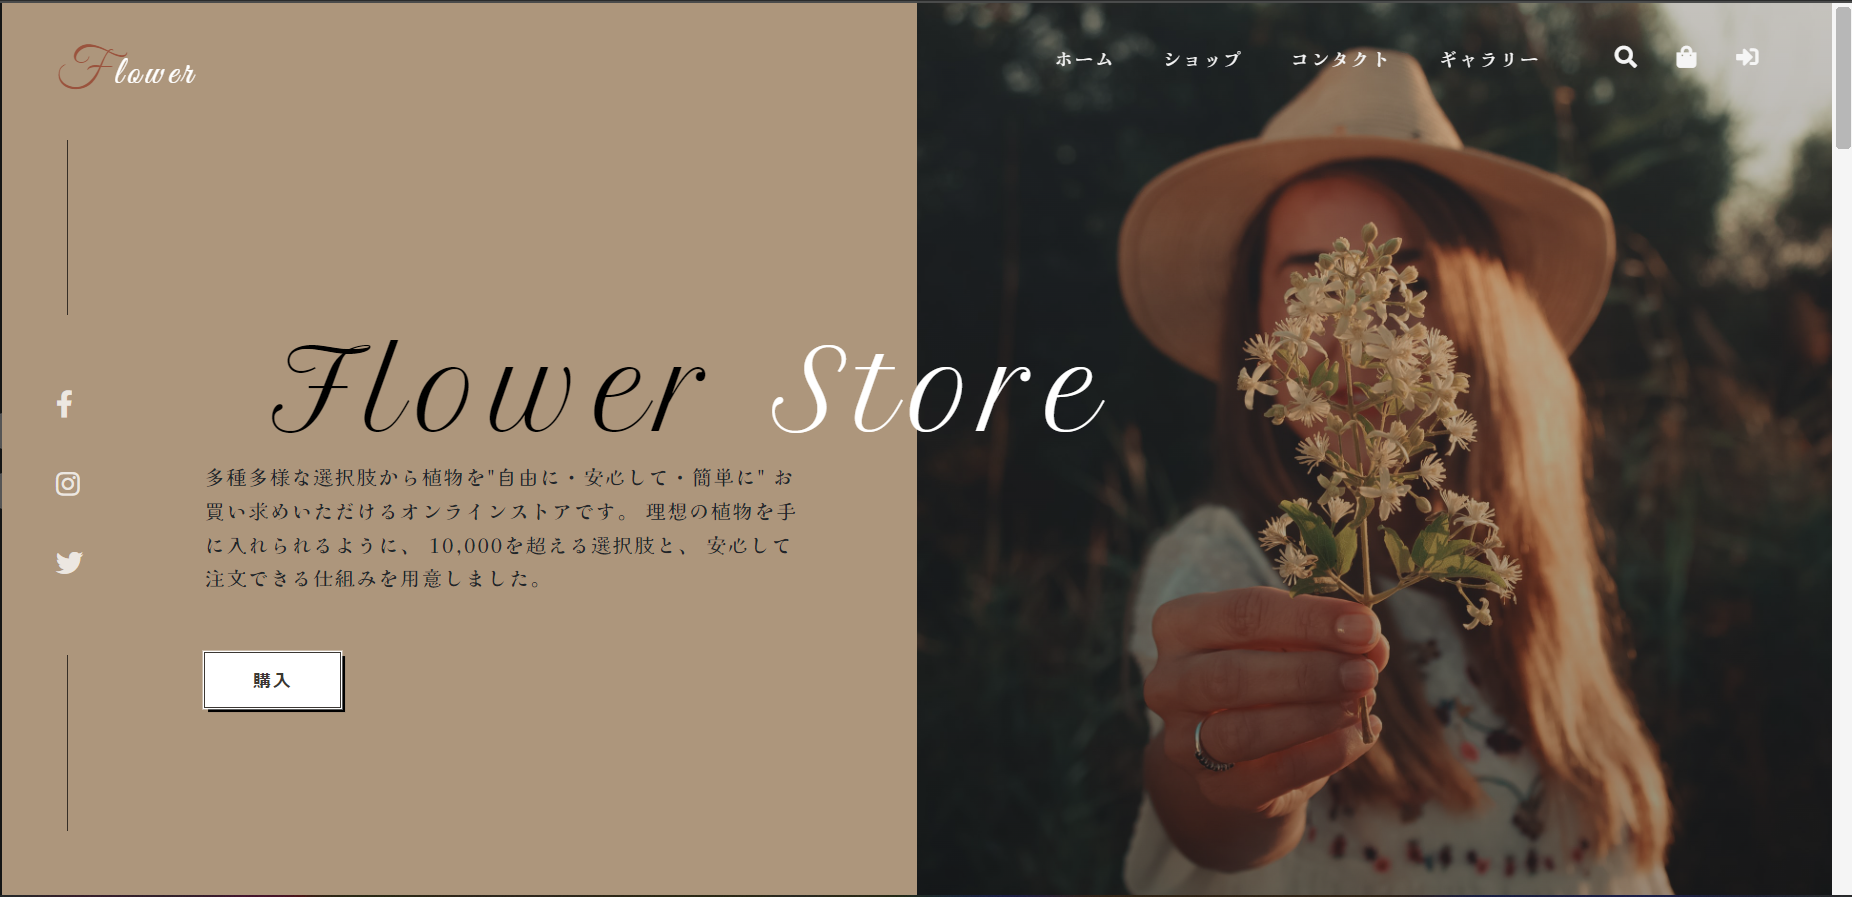 Flower
ホーム ショップ コンタクト ギャラリー
Flower Store
多種多様な選択肢から植物を"自由に・安心して・簡単に" お
買い求めいただけるオンラインストアです。 理想の植物を手
に入れられるように、 10,000を超える選択肢と、 安心して
注文できる仕組みを用意しました。
購入